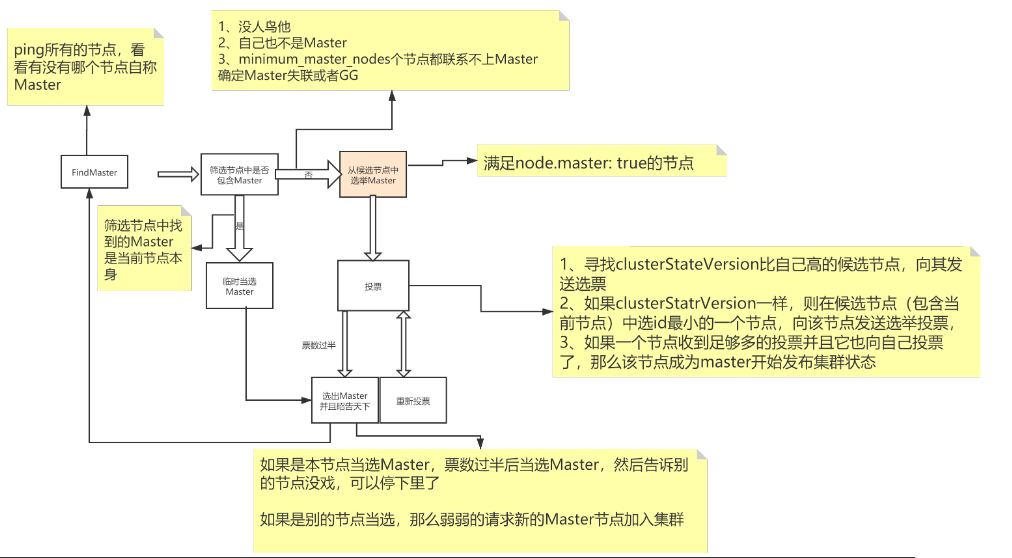 1、没人鸟他
2、自己也不是Master
3、minimum_master_nodes个节点都联系不上Master
确定Master失联或者GG
ping所有的节点，看
看有没有哪个节点自称
Master
FindMaster
筛选节点中是否
包含Master
否
从候选节点中
选举Master
满足node.master: true的节点
是
筛选节点中找
到的Master
是当前节点本
身
临时当选
Master
投票
1、寻找clusterStateVersion比自己高的候选节点，向其发
送选票
2、如果clusterStatrVersion一样，则在候选节点（包含当
前节点）中选id最小的一个节点，向该节点发送选举投票，
3、如果一个节点收到足够多的投票并且它也向自己投票
了，那么该节点成为master开始发布集群状态
票数过半
选出Master
并且昭告天下
重新投票
如果是本节点当选Master，票数过半后当选Master，然后告诉别
的节点没戏，可以停下里了
如果是别的节点当选，那么弱弱的请求新的Master节点加入集群